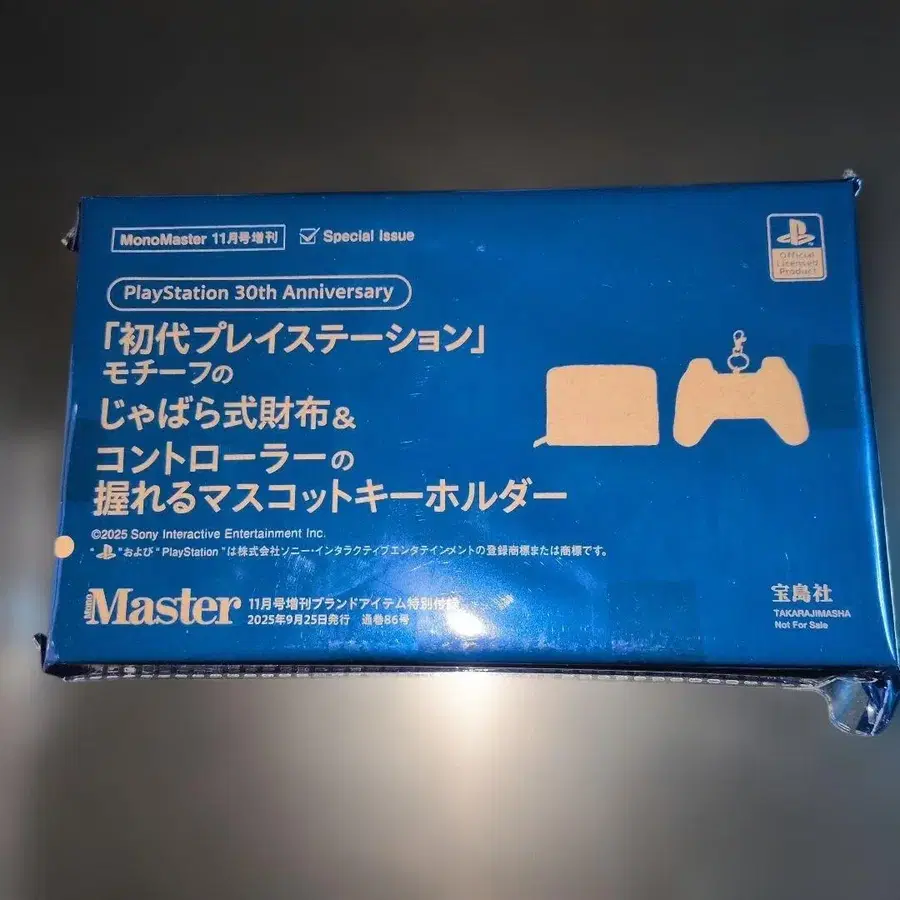 MonoMaster 11月号増刊
Special Issue
Official
Licensed
Product
PlayStation 30th Anniversary
「初代プレイステーション」
モチーフの
じゃばら式財布&
コントローラーの
握れるマスコットキーホルダー
©2025 Sony Interactive Entertainment Inc.
" "および"PlayStation"は株式会社ソニー・インタラクティブエンタテインメントの登録商標または商標です。
Mono Master 11月号増刊ブランドアイテム特別付録
2025年9月25日発行 通巻86号
宝島社
TAKARAJIMASHA
Not For Sale